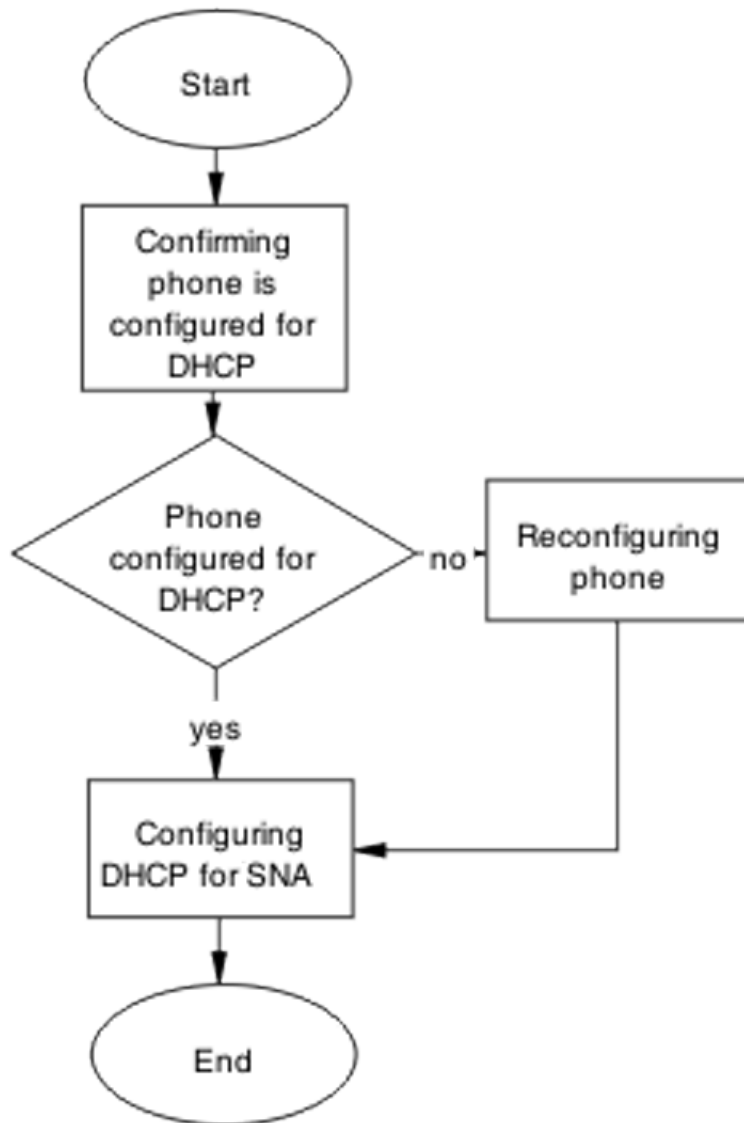 Start
Confirming
phone is
configured for
DHCP
Phone
configured for
DHCP?
no
Reconfiguring
phone
yes
Configuring
DHCP for SNA
End